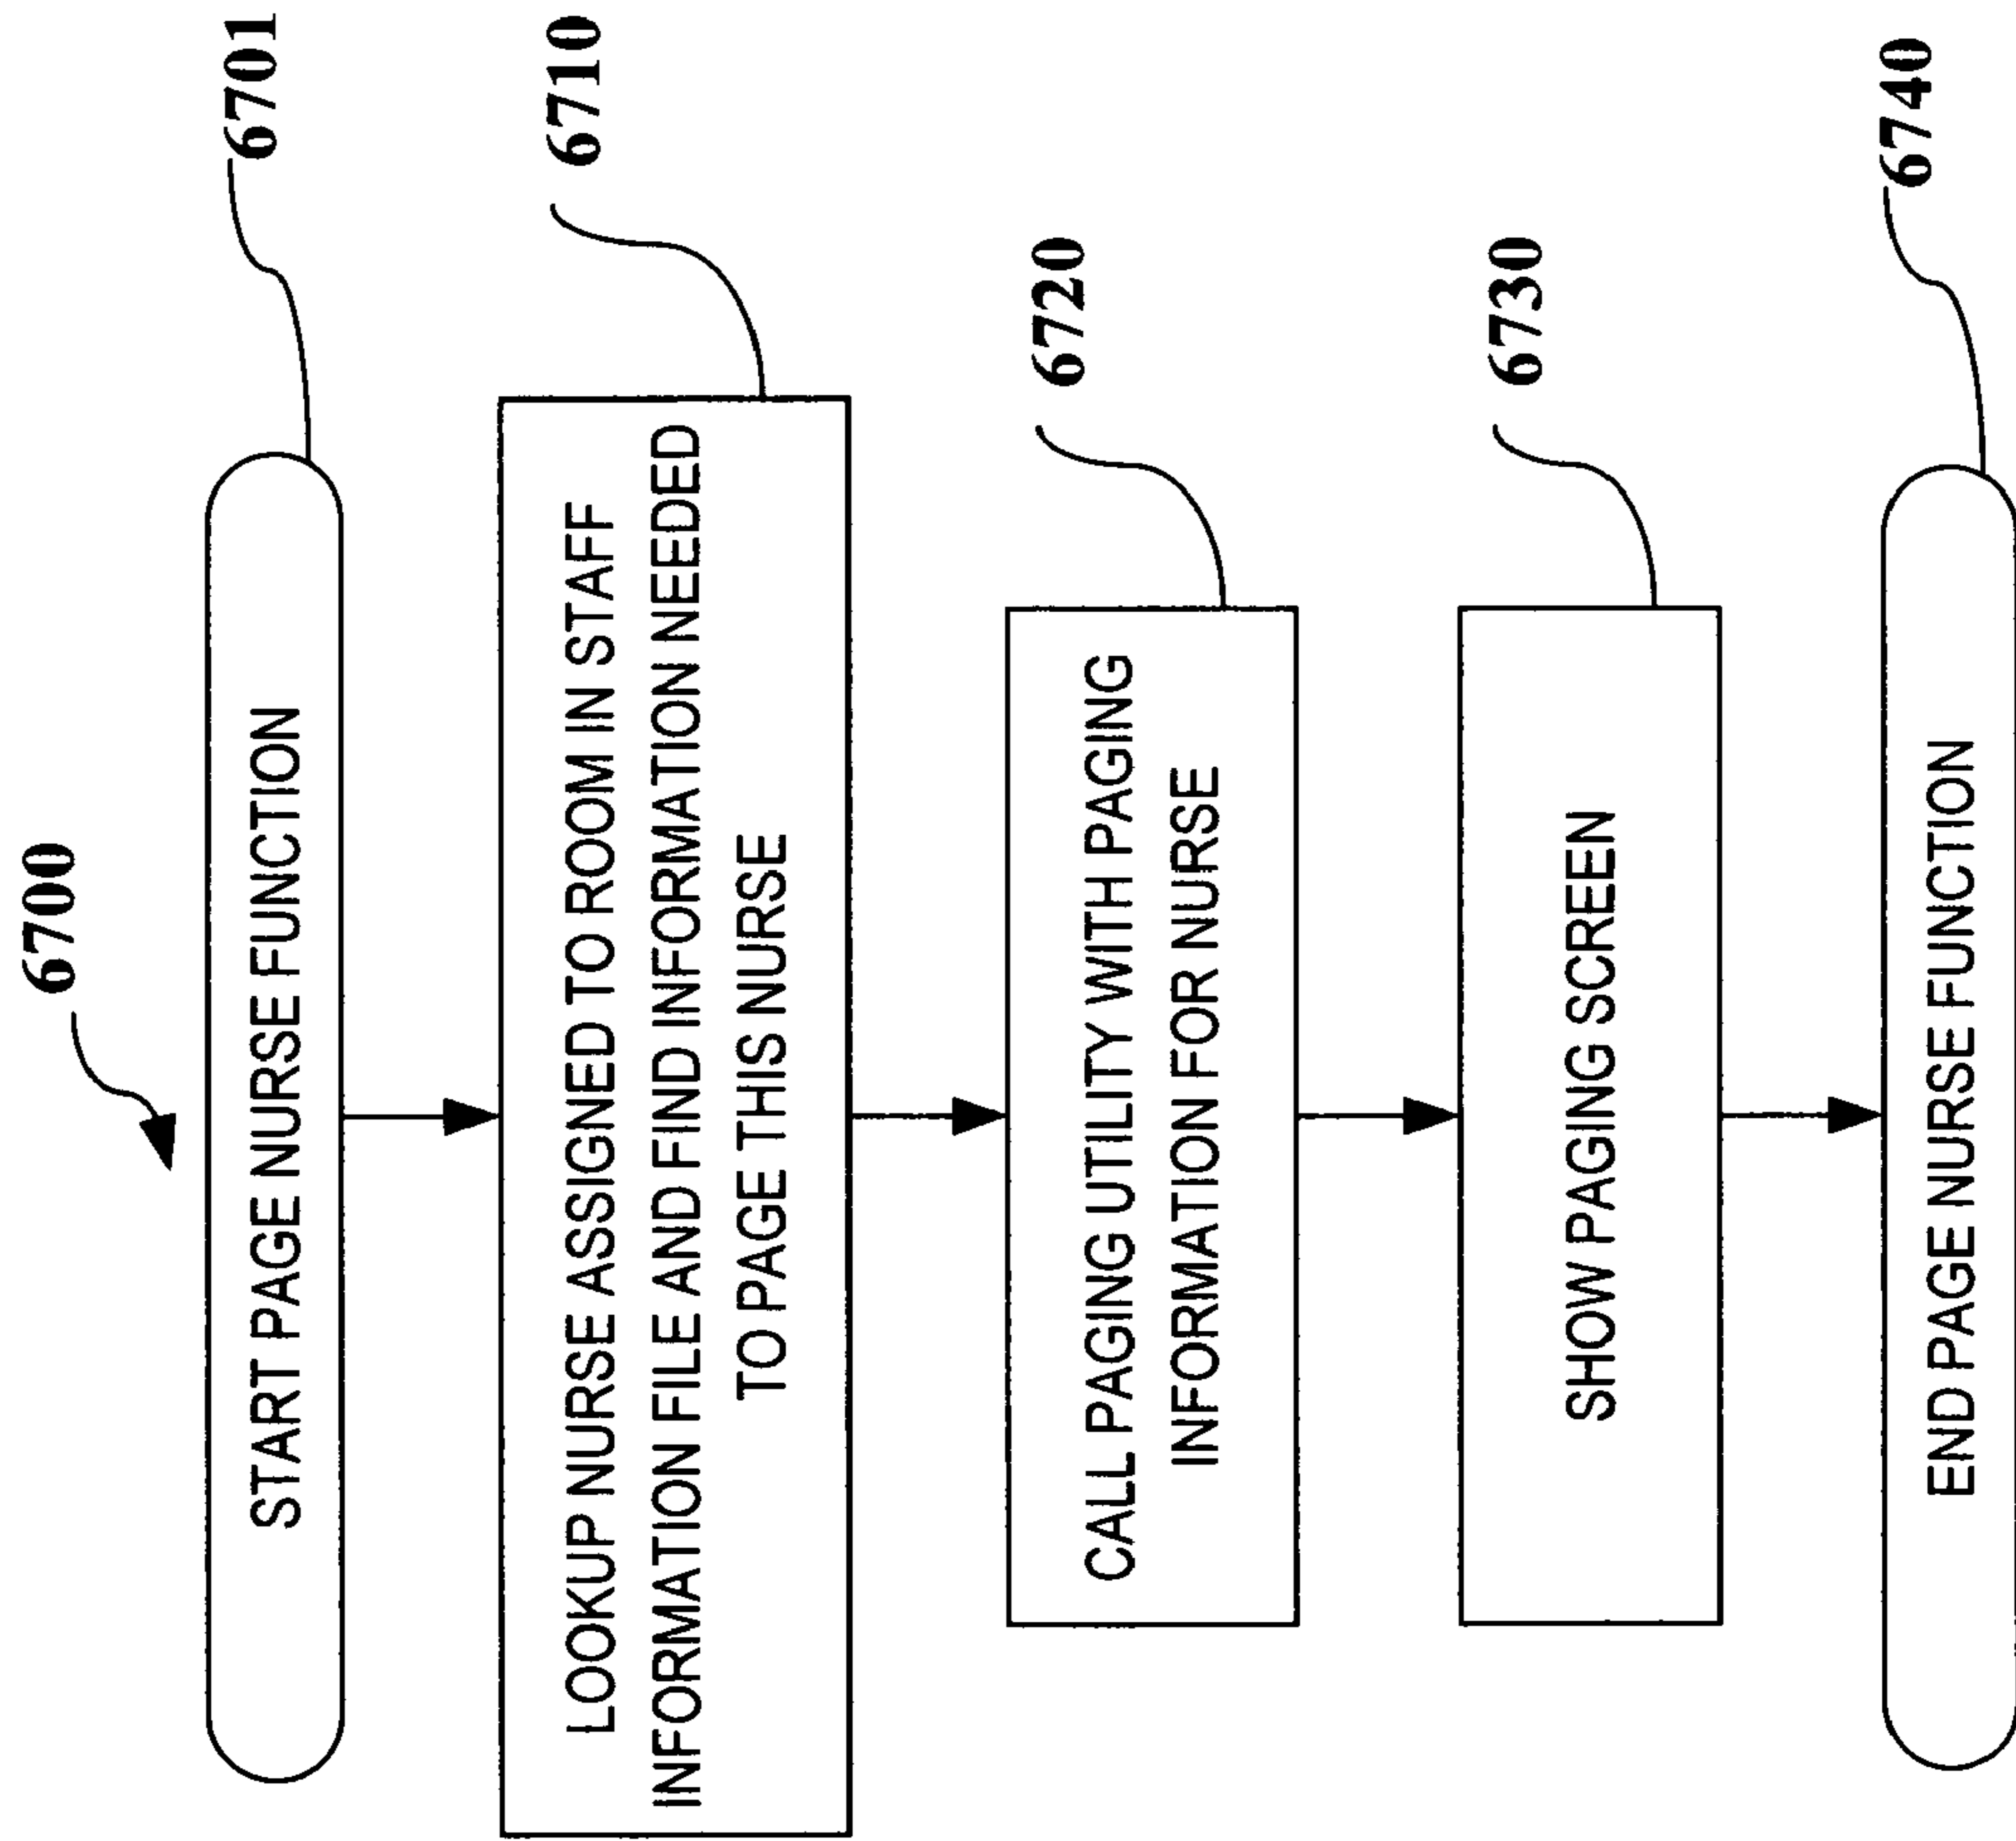 6700
START PAGE NURSE FUNCTION
6701
LOOKUP NURSE ASSIGNED TO ROOM IN STAFF
INFORMATION FILE AND FIND INFORMATION NEEDED
TO PAGE THIS NURSE
6710
CALL PAGING UTILITY WITH PAGING
INFORMATION FOR NURSE
6720
SHOW PAGING SCREEN
6730
END PAGE NURSE FUNCTION
6740